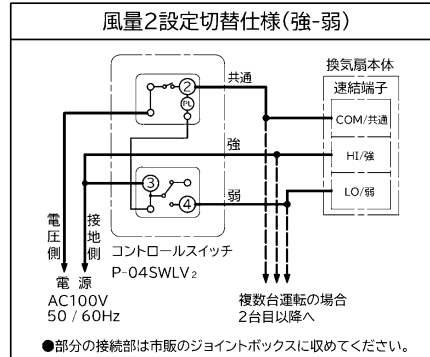 風量2設定切替仕様(強-弱)
換気扇本体
速結端子
共通
COM/共通
②
PL
強
HI/強
③
弱
LO/弱
④
電圧側
接地側
コントロールスイッチ
P-04SWLV₂
電 源
AC100V
50 / 60Hz
複数台運転の場合
2台目以降へ
●部分の接続部は市販のジョイントボックスに収めてください。